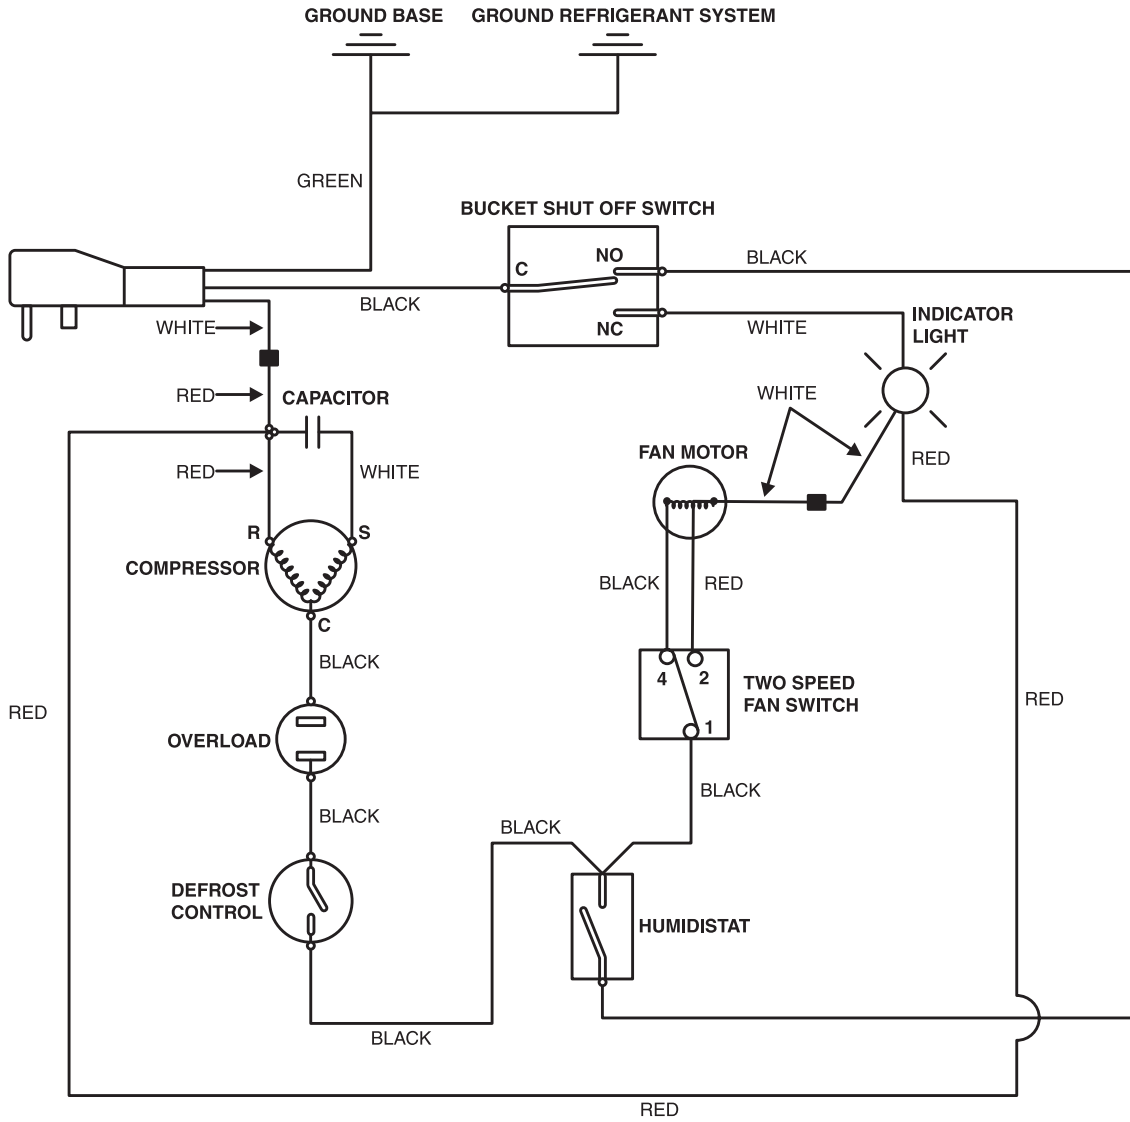 GROUND BASE
GROUND REFRIGERANT SYSTEM
GREEN
BUCKET SHUT OFF SWITCH
C
NO
NC
BLACK
BLACK
WHITE
WHITE
INDICATOR
LIGHT
RED
CAPACITOR
WHITE
FAN MOTOR
RED
RED
WHITE
R
S
COMPRESSOR
C
BLACK
RED
BLACK
4
2
1
TWO SPEED
FAN SWITCH
RED
RED
OVERLOAD
BLACK
BLACK
BLACK
DEFROST
CONTROL
HUMIDISTAT
BLACK
RED